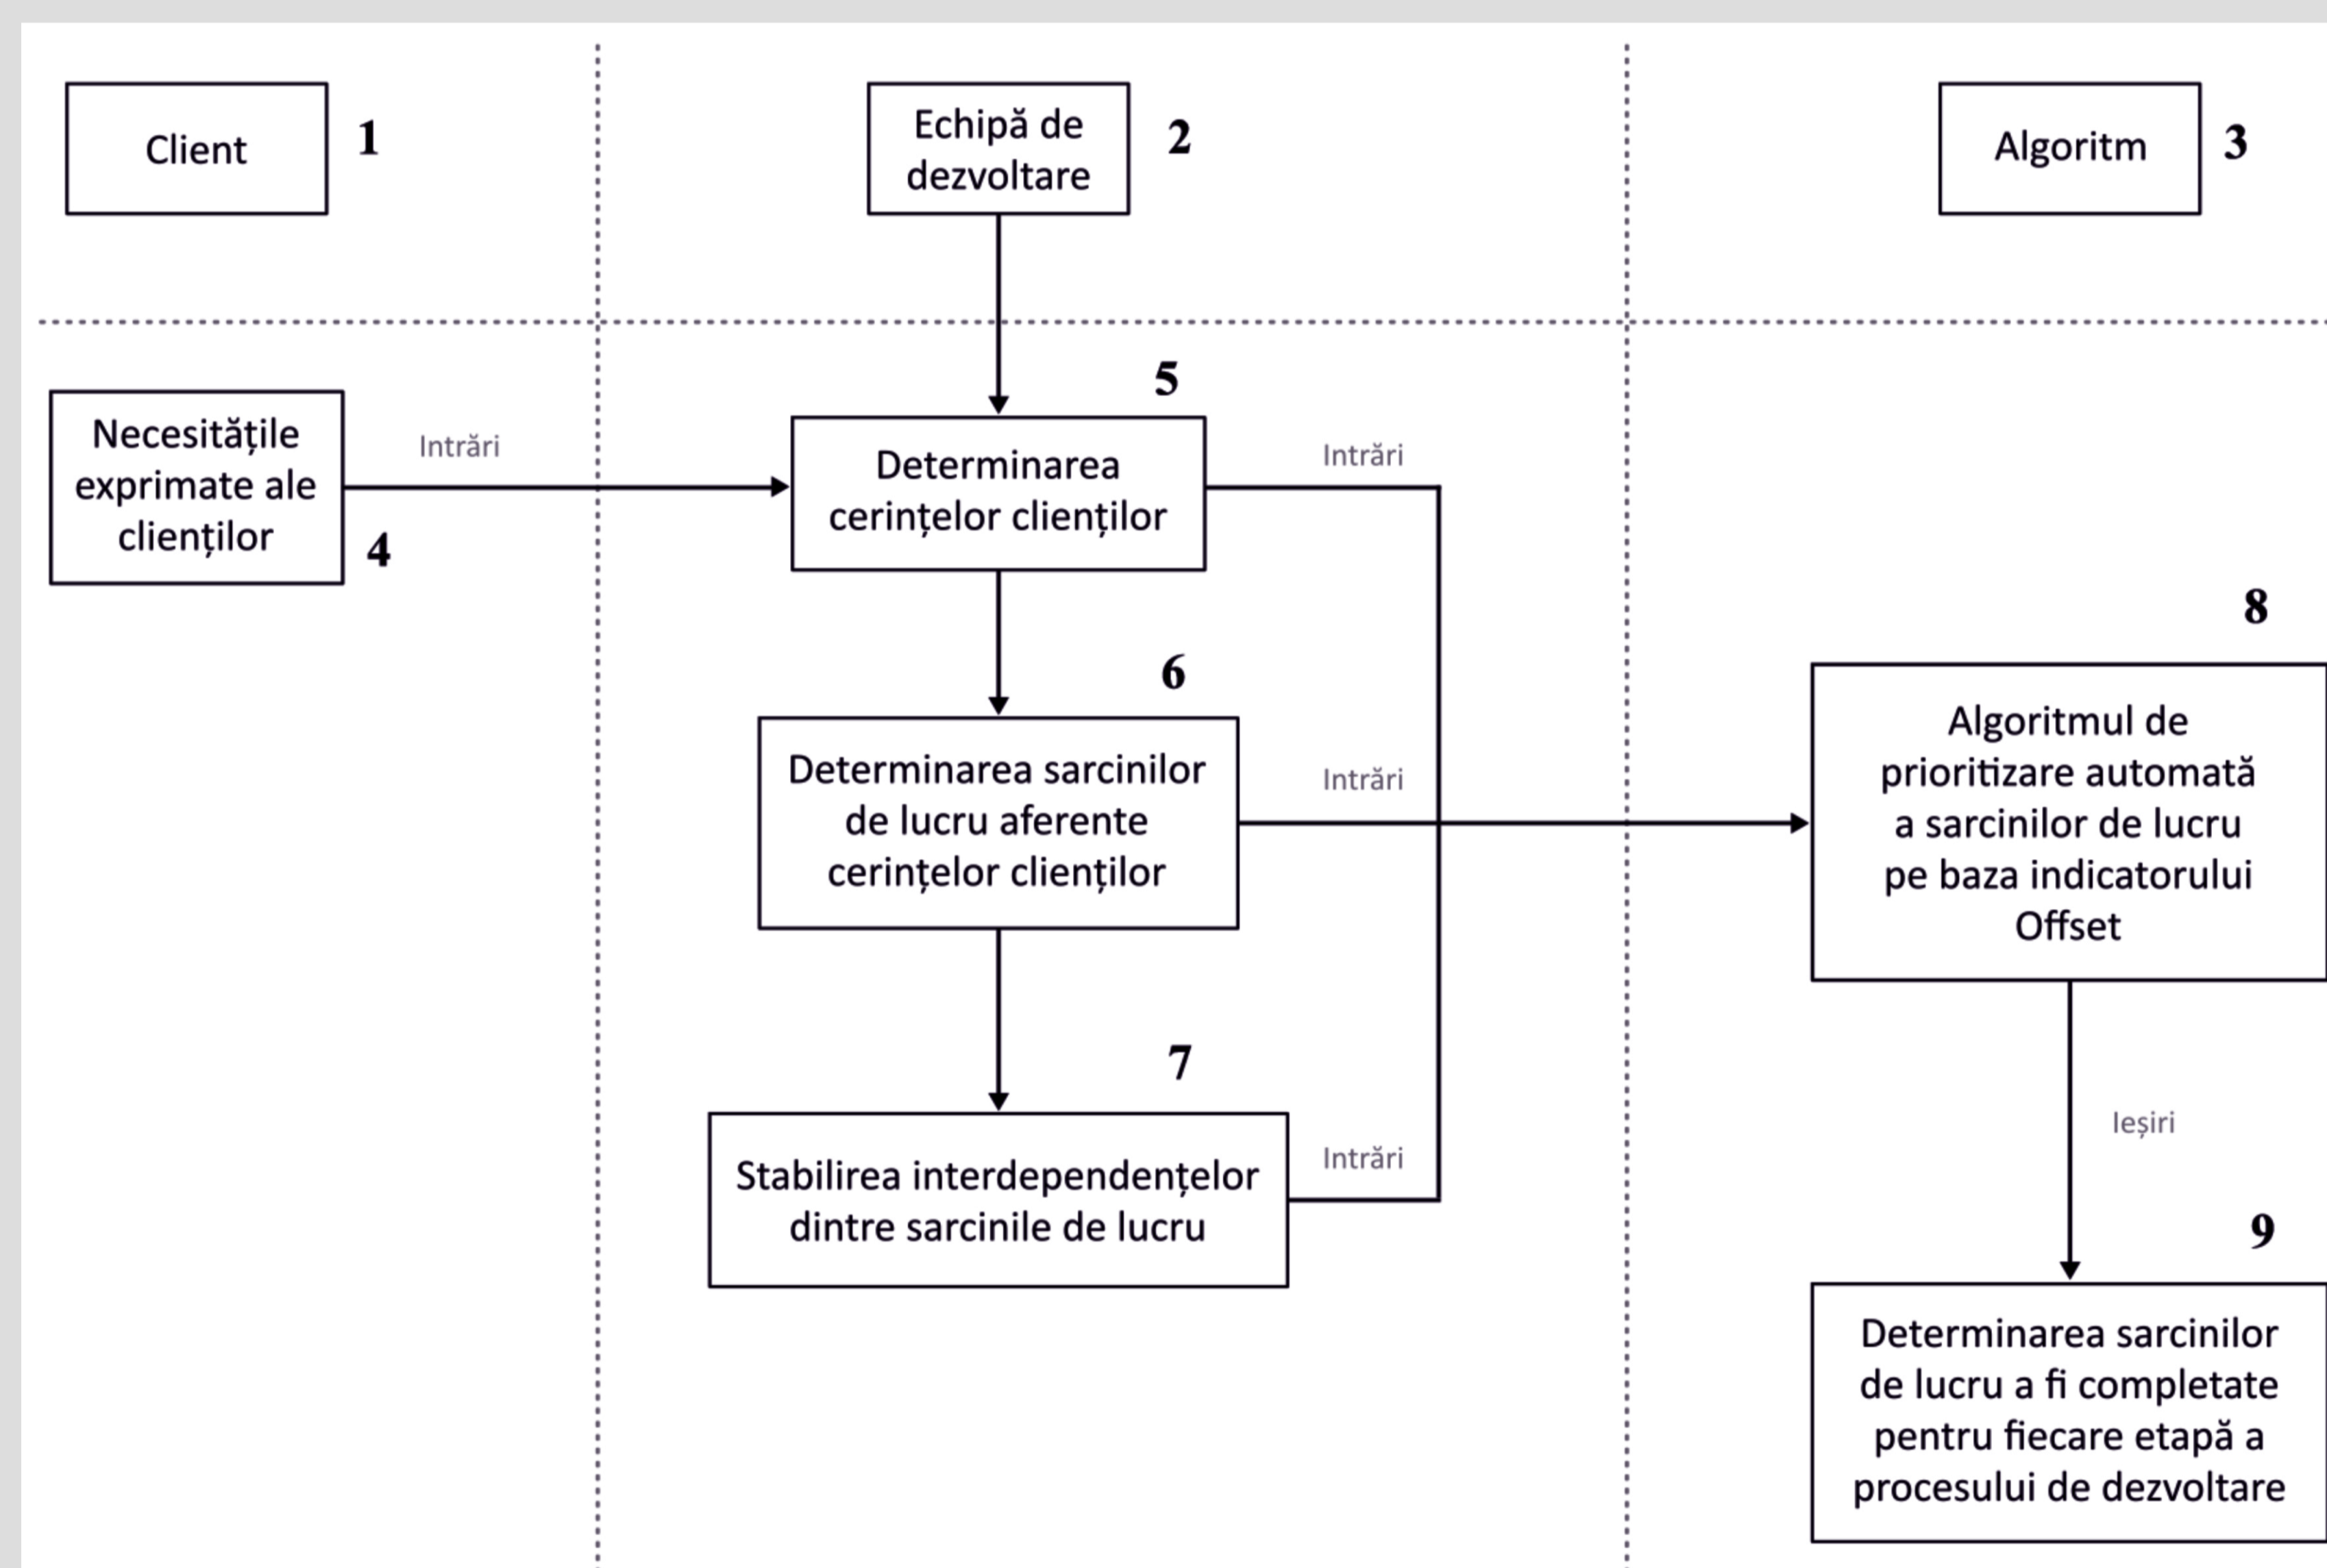 Client
1
Echipă de
dezvoltare
2
Algoritm
3
Necesitățile
exprimate ale
clienților
4
Intrări
5
Determinarea
cerințelor clienților
Intrări
6
Determinarea sarcinilor
de lucru aferente
cerințelor clienților
Intrări
7
Stabilirea interdependențelor
dintre sarcinile de lucru
Intrări
8
Algoritmul de
prioritizare automată
a sarcinilor de lucru
pe baza indicatorului
Offset
Ieșiri
9
Determinarea sarcinilor
de lucru a fi completate
pentru fiecare etapă a
procesului de dezvoltare